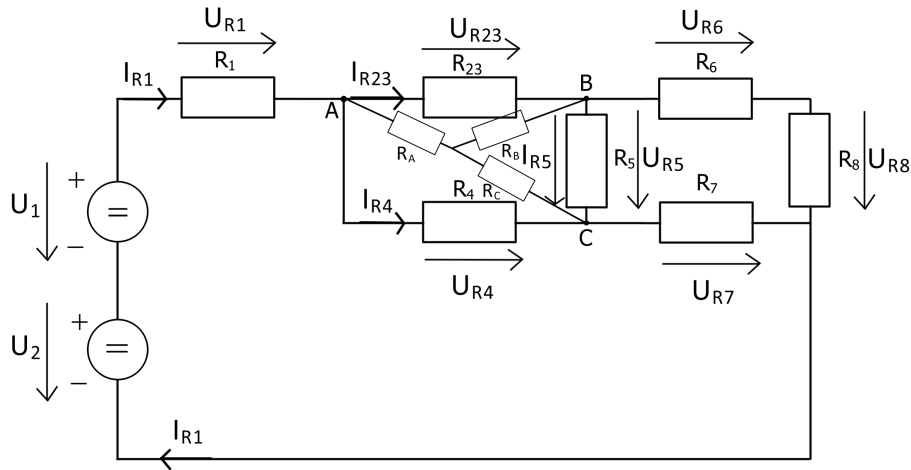 U_R1
U_R23
U_R6
I_R1
R_1
I_R23
R_23
R_6
A
B
R_A
R_B
I_R5
R_5
U_R5
R_8
U_R8
U_1
+
=
−
I_R4
R_4
R_C
R_7
C
U_R4
U_R7
U_2
+
=
−
I_R1